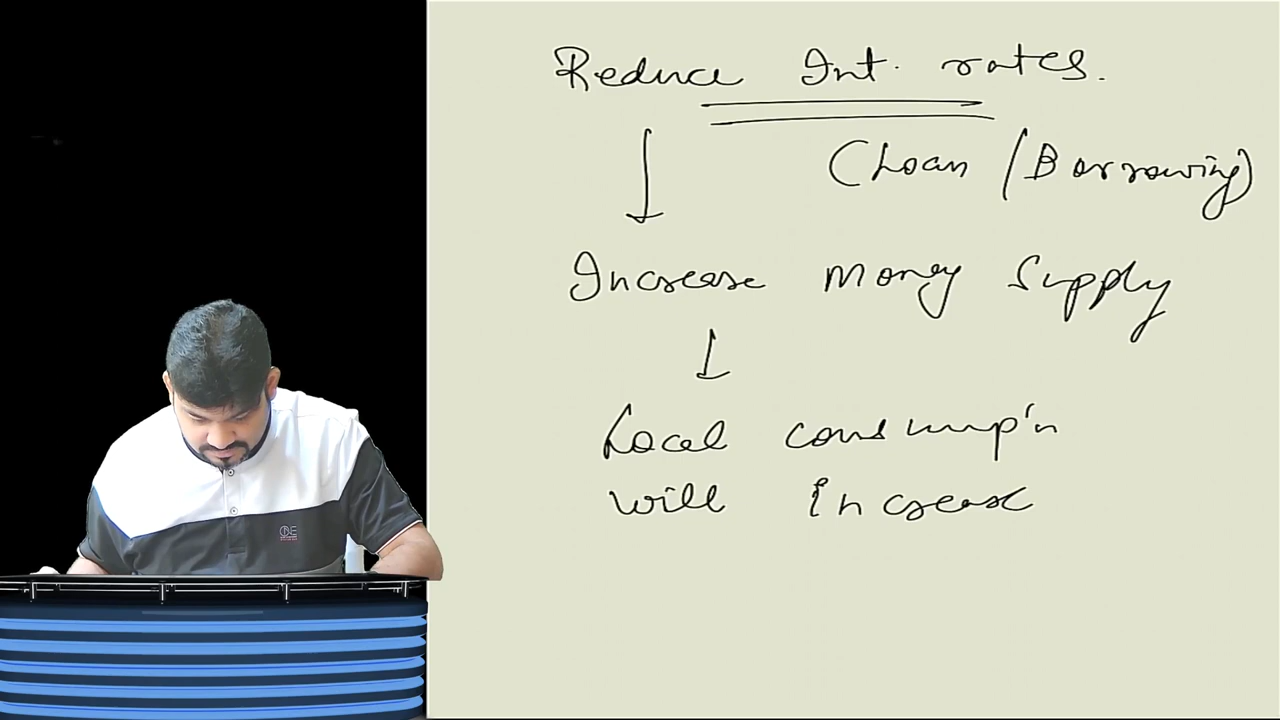 Reduce Int. rates.
(Loan / Borrowing)
Increase Money Supply
Local consump'n
will increase